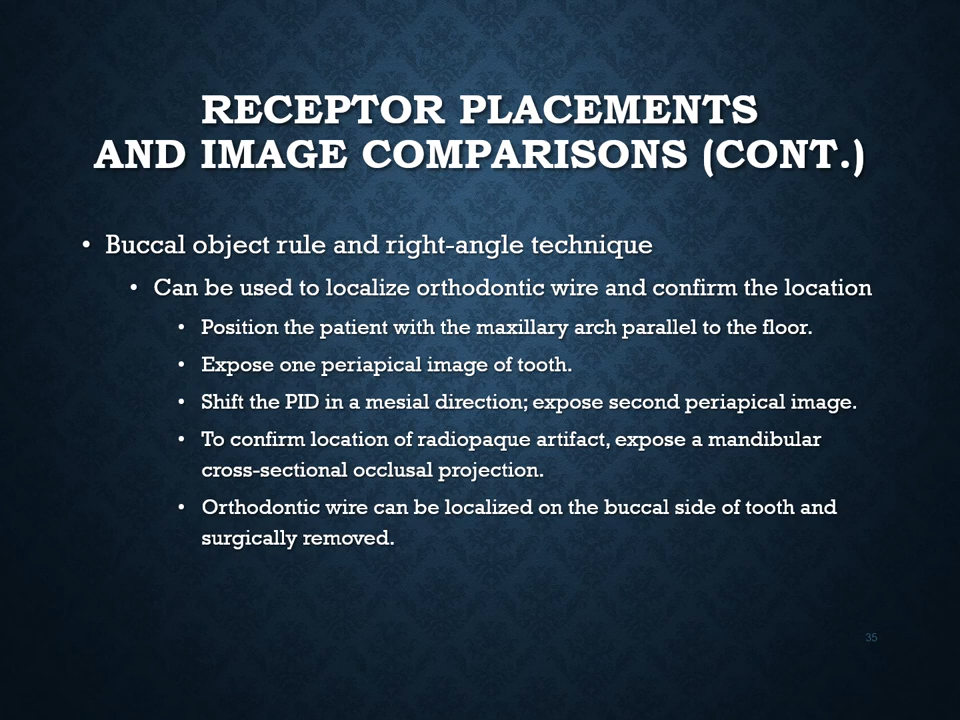 RECEPTOR PLACEMENTS
AND IMAGE COMPARISONS (CONT.)
• Buccal object rule and right-angle technique
• Can be used to localize orthodontic wire and confirm the location
• Position the patient with the maxillary arch parallel to the floor.
• Expose one periapical image of tooth.
• Shift the PID in a mesial direction; expose second periapical image.
• To confirm location of radiopaque artifact, expose a mandibular
cross-sectional occlusal projection.
• Orthodontic wire can be localized on the buccal side of tooth and
surgically removed.
35